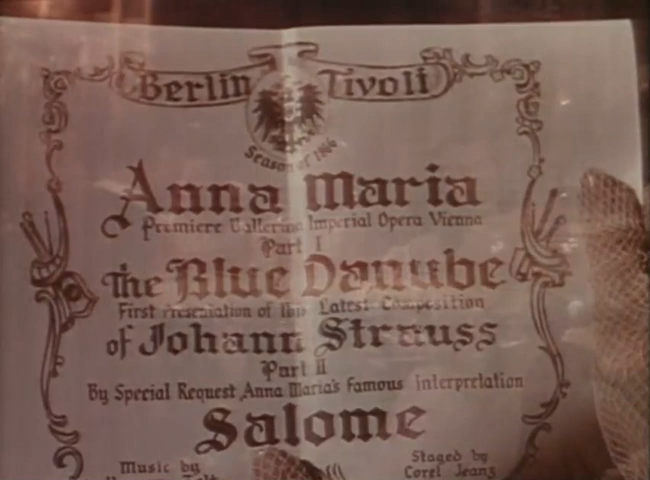 Berlin Tivoli
Season of 1866
Anna Maria
Premiere Ballerina Imperial Opera Vienna
Part I
The Blue Danube
First Presentation of this Latest Composition
of Johann Strauss
Part II
By Special Request Anna Maria's Famous Interpretation
Salome
Music by
Staged by
Corel Jeanz